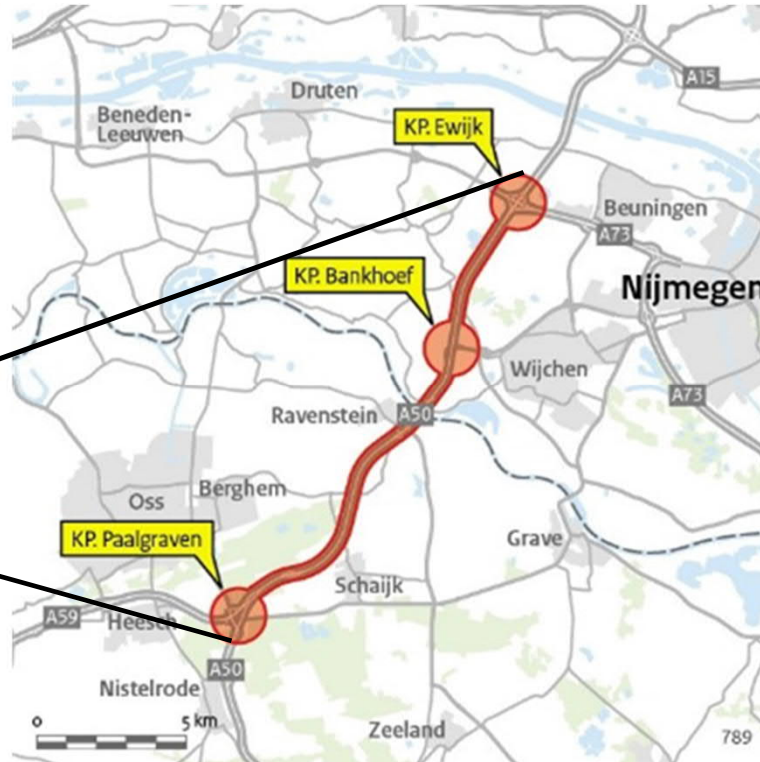 A15
Druten
Beneden-
Leeuwen
KP. Ewijk
Beuningen
A73
KP. Bankhoef
Nijmegen
Wijchen
A73
Ravenstein
A50
Berghem
Oss
KP. Paalgraven
Grave
Schaijk
A59
Heesch
A50
Nistelrode
0
5 km
Zeeland
789